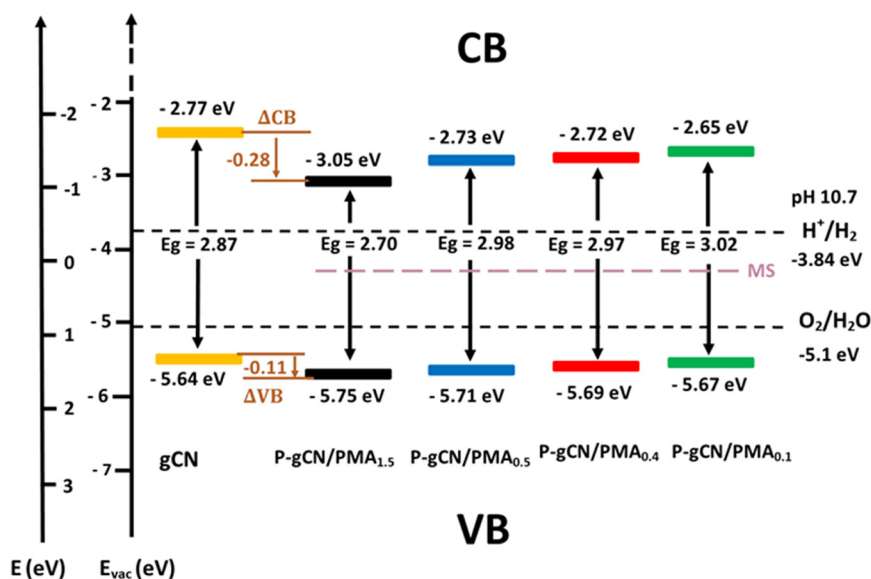 CB
-2
-1
0
1
2
3
E (eV)
- 2
- 3
- 4
- 5
- 6
- 7
Evac (eV)
- 2.77 eV
ΔCB
-0.28
- 3.05 eV
- 2.73 eV
- 2.72 eV
- 2.65 eV
pH 10.7
H⁺/H₂
-3.84 eV
Eg = 2.87
Eg = 2.70
Eg = 2.98
Eg = 2.97
Eg = 3.02
MS
O₂/H₂O
-5.1 eV
-0.11
ΔVB
-5.64 eV
- 5.75 eV
- 5.71 eV
- 5.69 eV
- 5.67 eV
gCN
P-gCN/PMA₁.₅
P-gCN/PMA₀.₅
P-gCN/PMA₀.₄
P-gCN/PMA₀.₁
VB